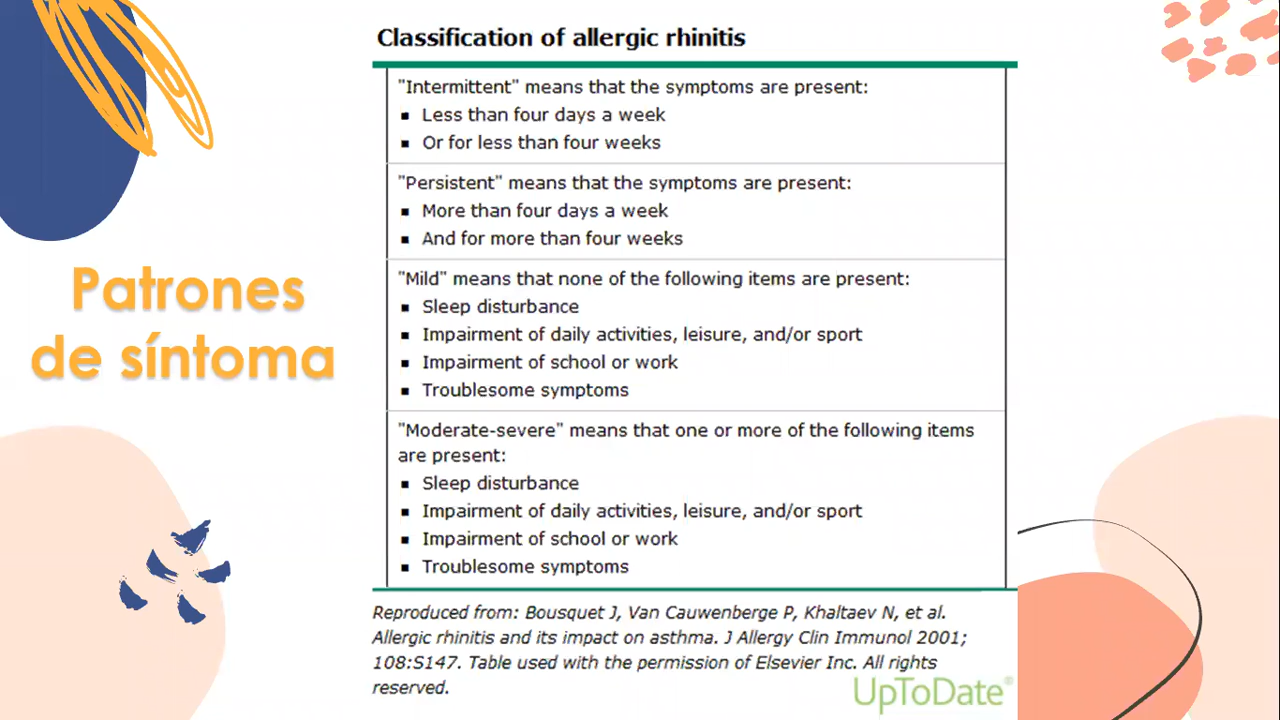 Classification of allergic rhinitis
"Intermittent" means that the symptoms are present:
▪ Less than four days a week
▪ Or for less than four weeks
"Persistent" means that the symptoms are present:
▪ More than four days a week
▪ And for more than four weeks
"Mild" means that none of the following items are present:
▪ Sleep disturbance
▪ Impairment of daily activities, leisure, and/or sport
▪ Impairment of school or work
▪ Troublesome symptoms
"Moderate-severe" means that one or more of the following items
are present:
▪ Sleep disturbance
▪ Impairment of daily activities, leisure, and/or sport
▪ Impairment of school or work
▪ Troublesome symptoms
Reproduced from: Bousquet J, Van Cauwenberge P, Khaltaev N, et al.
Allergic rhinitis and its impact on asthma. J Allergy Clin Immunol 2001;
108:S147. Table used with the permission of Elsevier Inc. All rights
reserved.
UpToDate®
Patrones
de síntoma